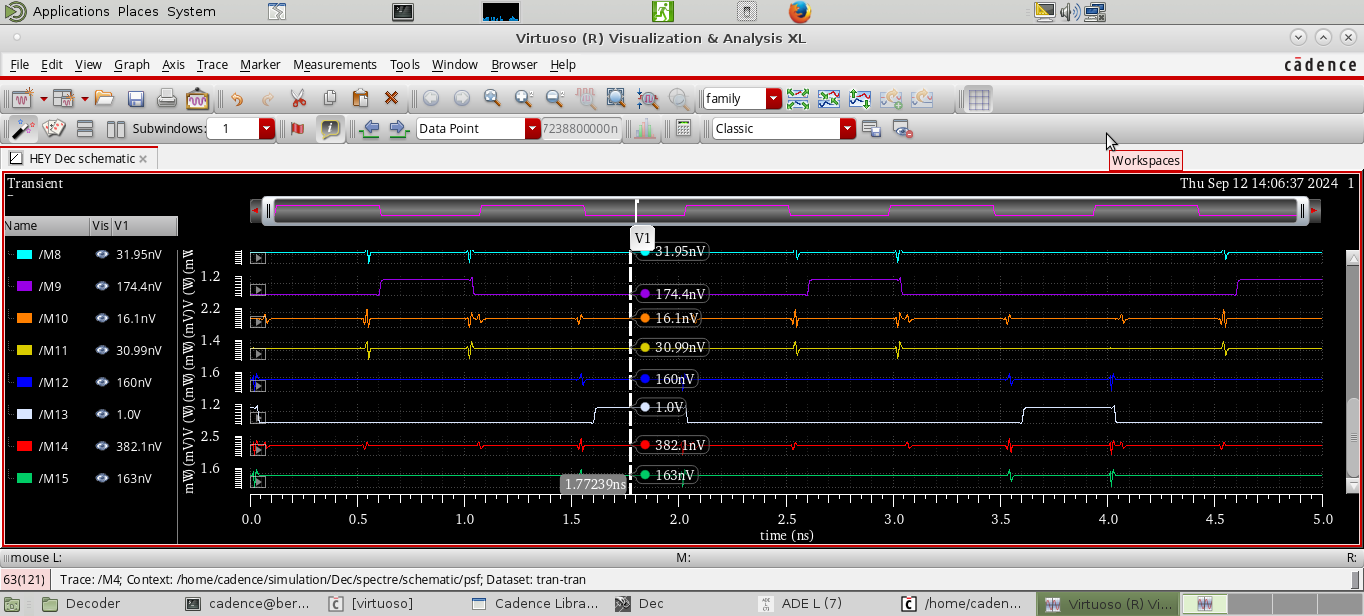 Applications Places System
Virtuoso (R) Visualization & Analysis XL
File Edit View Graph Axis Trace Marker Measurements Tools Window Browser Help
cādence
family
Subwindows: 1 Data Point 7238800000n Classic
HEY Dec schematic
Workspaces
Transient Thu Sep 12 14:06:37 2024 1
Name Vis V1
V1
/M8 31.95nV 31.95nV
/M9 174.4nV 1.2 174.4nV
/M10 16.1nV 2.2 16.1nV
/M11 30.99nV 1.4 30.99nV
/M12 160nV 1.6 160nV
/M13 1.0V 1.2 1.0V
/M14 382.1nV 2.5 382.1nV
/M15 163nV 1.6 163nV
1.77239ns
0.0 0.5 1.0 1.5 2.0 2.5 3.0 3.5 4.0 4.5 5.0
time (ns)
mouse L: M: R:
63(121) Trace: /M4; Context: /home/cadence/simulation/Dec/spectre/schematic/psf; Dataset: tran-tran
Decoder cadence@ber... [virtuoso] Cadence Libra... Dec ADE L (7) /home/caden... Virtuoso (R) Vi...